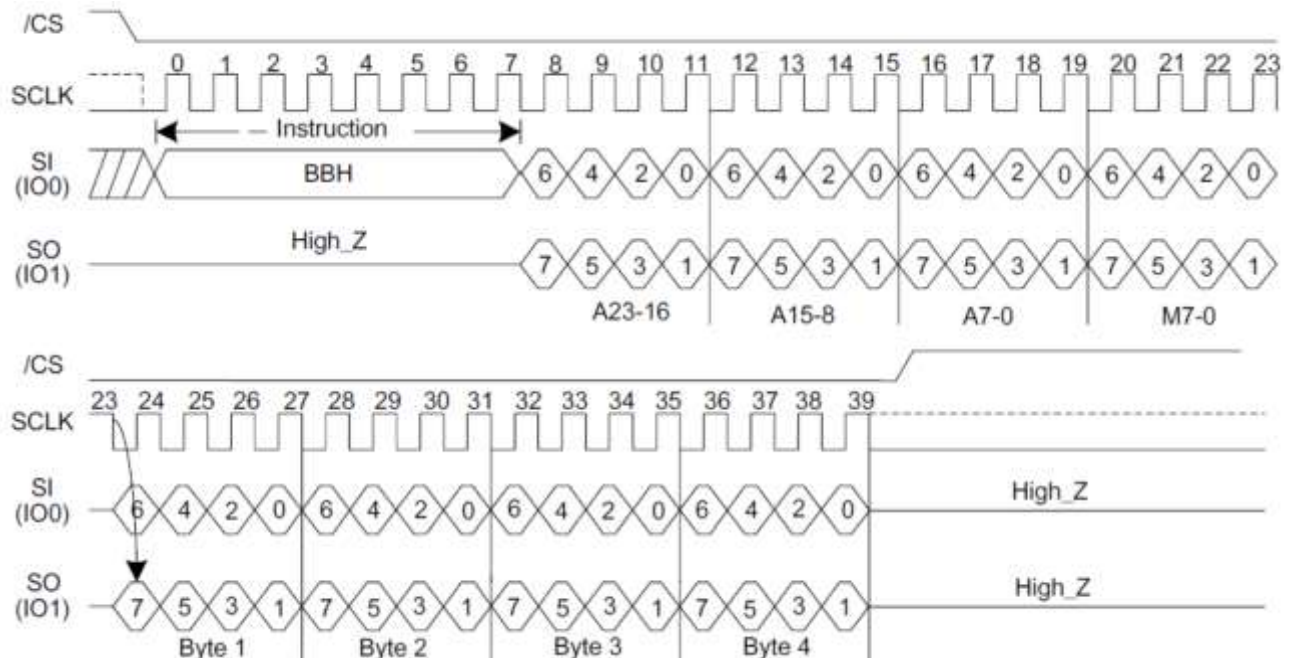 /CS
0 1 2 3 4 5 6 7 8 9 10 11 12 13 14 15 16 17 18 19 20 21 22 23
SCLK
Instruction
SI
(IO0)
BBH 6 4 2 0 6 4 2 0 6 4 2 0 6 4 2 0
High_Z
SO
(IO1)
7 5 3 1 7 5 3 1 7 5 3 1 7 5 3 1
A23-16 A15-8 A7-0 M7-0
/CS
23 24 25 26 27 28 29 30 31 32 33 34 35 36 37 38 39
SCLK
SI
(IO0)
6 4 2 0 6 4 2 0 6 4 2 0 6 4 2 0 High_Z
SO
(IO1)
7 5 3 1 7 5 3 1 7 5 3 1 7 5 3 1 High_Z
Byte 1 Byte 2 Byte 3 Byte 4